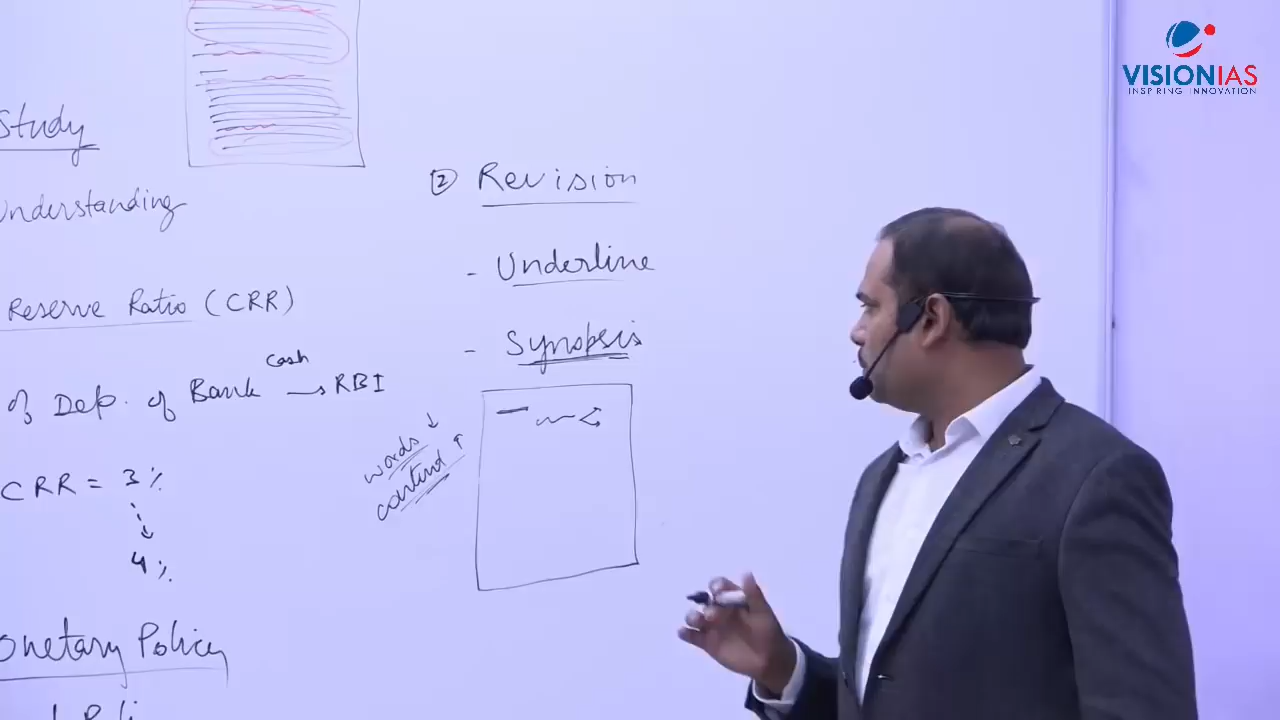 VISIONIAS
INSPIRING INNOVATION
Study
Understanding
Reserve Ratio (CRR)
of Dep. of Bank cash → RBI
CRR = 3%
4%
onetary Policy
② Revision
- Underline
- Synopsis
words ↓
content ↑